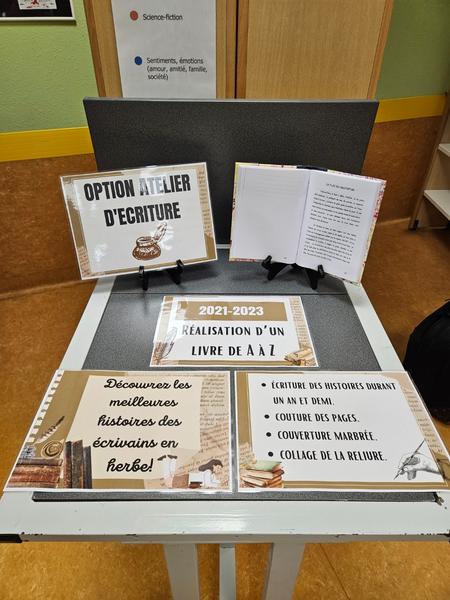 Science-fiction
Sentiments, émotions
(amour, amitié, famille,
société)
OPTION ATELIER
D'ECRITURE
2021-2023
RÉALISATION D'UN
LIVRE DE A À Z
Découvrez les
meilleures
histoires des
écrivains en
herbe!
• ÉCRITURE DES HISTOIRES DURANT
UN AN ET DEMI.
• COUTURE DES PAGES.
• COUVERTURE MARBRÉE.
• COLLAGE DE LA RELIURE.